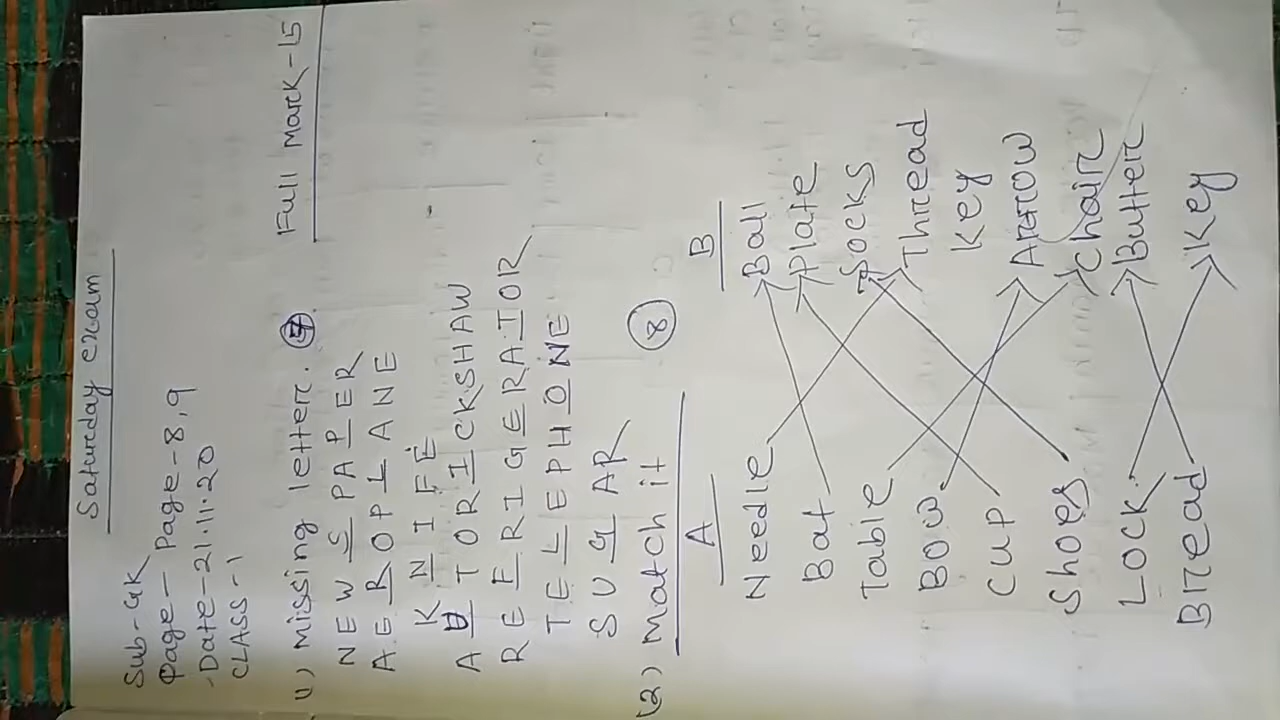 Saturday exam
Sub-GK
Page- Page-8,9
Date-21.11.20
CLASS-1
Full Mark-15
(1) missing letter. 7
NEWSPAPER
AEROPLANE
KNIFE
AUTORICKSHAW
REFRIGERATOR
TELEPHONE
SUGAR
(2) Match it 8
A B
Needle Ball
Bat Plate
Table Socks
Bow Thread
Cup Key
Shoes Arrow
Lock Chair
Bread Butter
Key